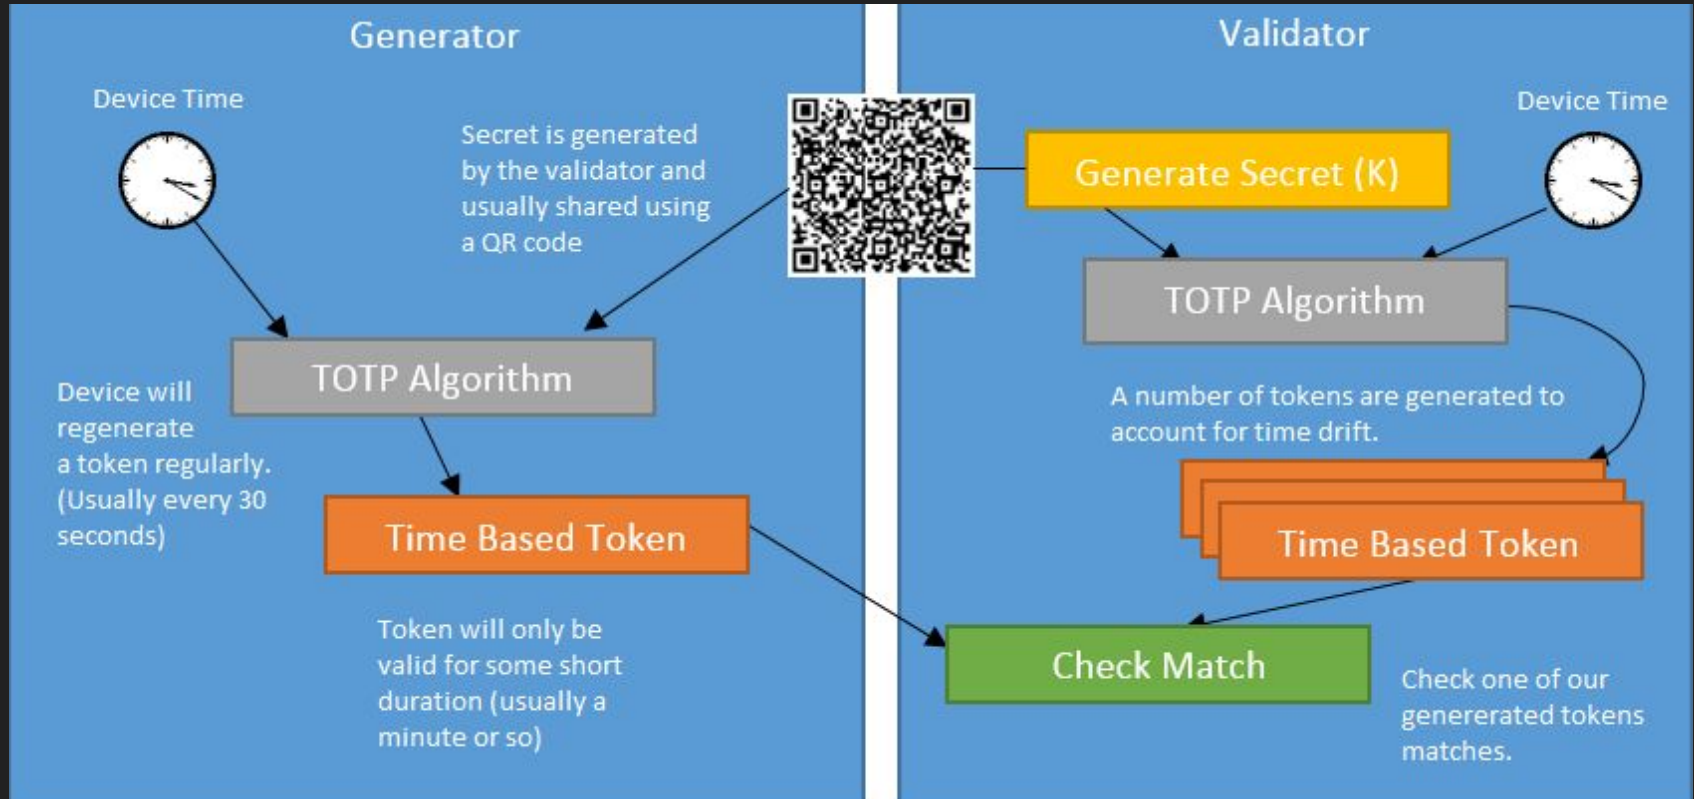 Generator
Device Time
Secret is generated
by the validator and
usually shared using
a QR code
TOTP Algorithm
Device will
regenerate
a token regularly.
(Usually every 30
seconds)
Time Based Token
Token will only be
valid for some short
duration (usually a
minute or so)
Validator
Device Time
Generate Secret (K)
TOTP Algorithm
A number of tokens are generated to
account for time drift.
Time Based Token
Check Match
Check one of our
genererated tokens
matches.